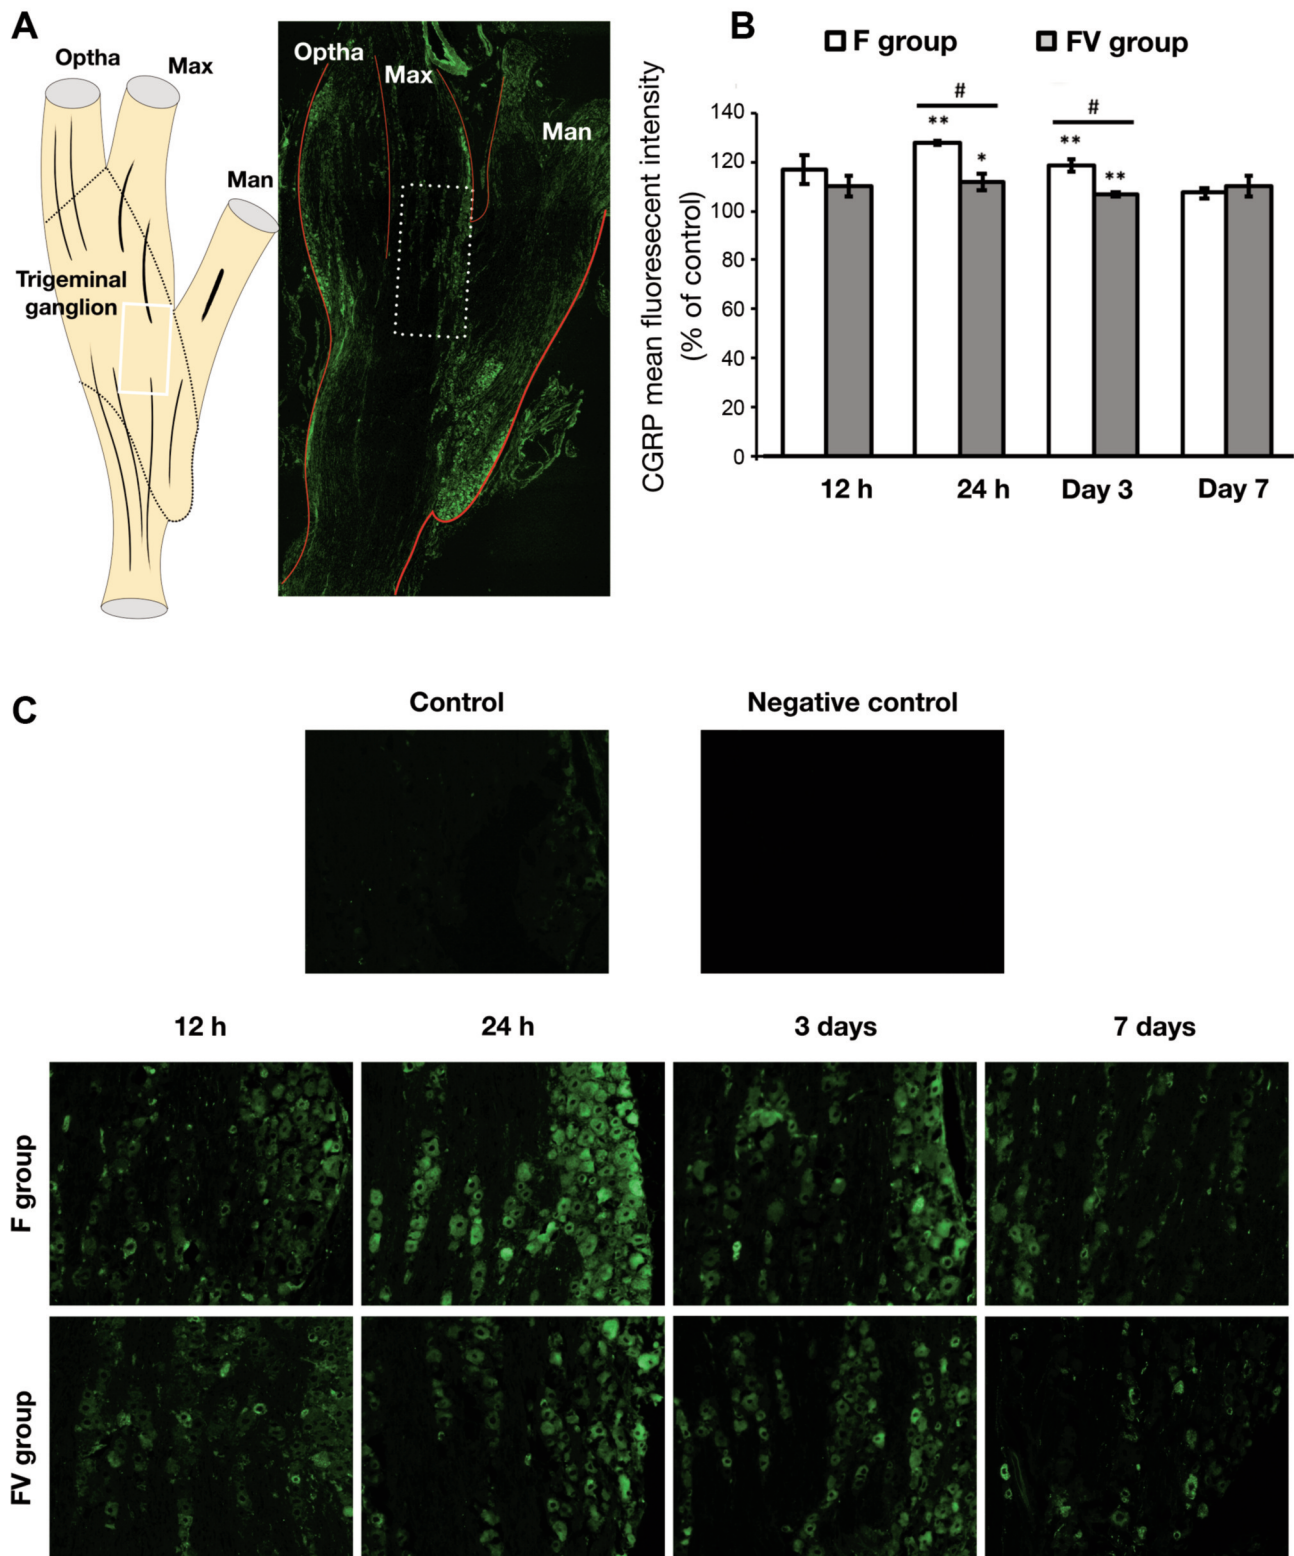 A
Optha
Max
Man
Trigeminal
ganglion
Optha
Max
Man
B
F group
FV group
CGRP mean fluoresecent intensity
(% of control)
140
120
100
80
60
40
20
0
#
**
*
#
**
**
12 h
24 h
Day 3
Day 7
C
Control
Negative control
12 h
24 h
3 days
7 days
F group
FV group